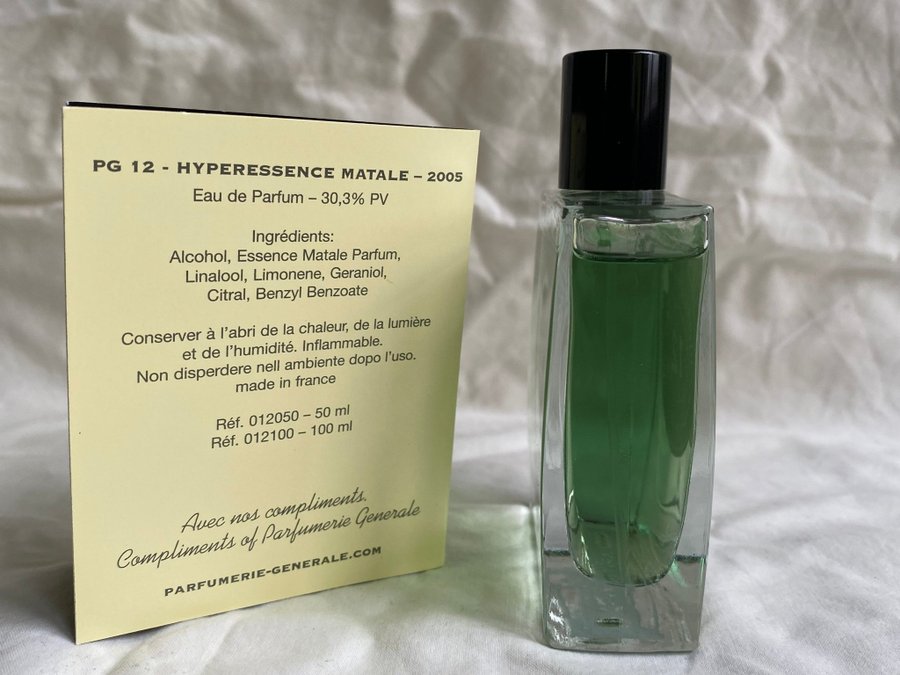 PG 12 - HYPERESSENCE MATALE – 2005
Eau de Parfum – 30,3% PV
Ingrédients:
Alcohol, Essence Matale Parfum,
Linalool, Limonene, Geraniol,
Citral, Benzyl Benzoate
Conserver à l'abri de la chaleur, de la lumière
et de l'humidité. Inflammable.
Non disperdere nell ambiente dopo l'uso.
made in france
Réf. 012050 – 50 ml
Réf. 012100 – 100 ml
Avec nos compliments.
Compliments of Parfumerie Generale
PARFUMERIE-GENERALE.COM